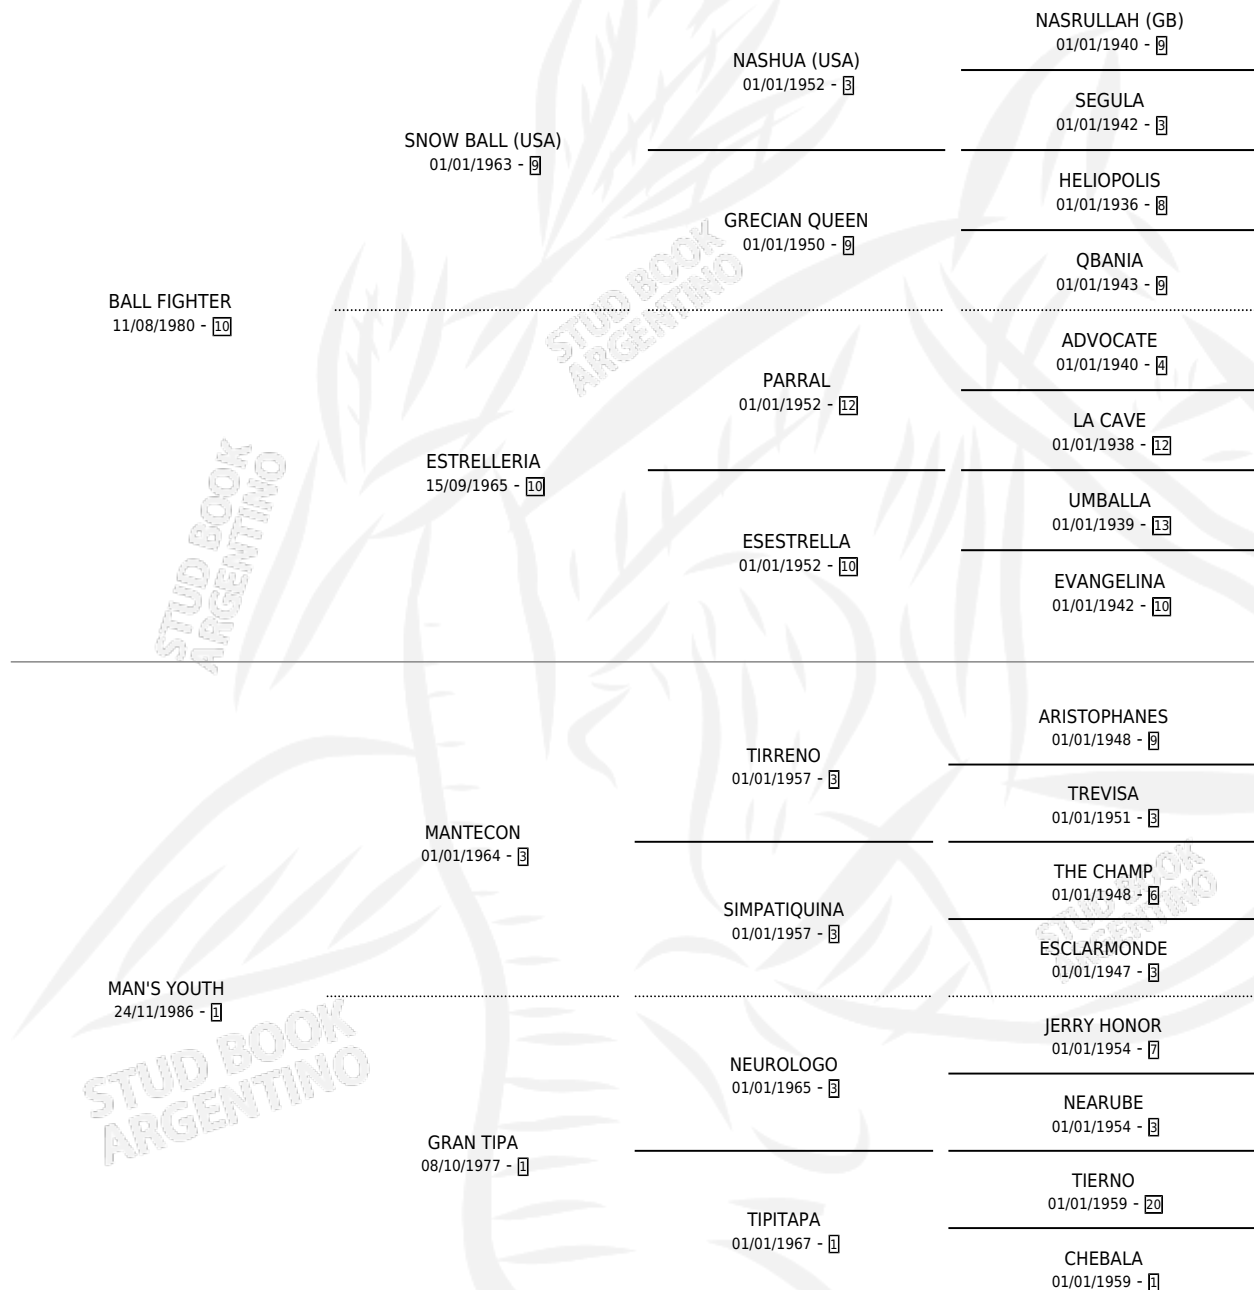 NASRULLAH (GB)
01/01/1940 - 9
NASHUA (USA)
01/01/1952 - 3
SEGULA
01/01/1942 - 3
SNOW BALL (USA)
01/01/1963 - 9
HELIOPOLIS
01/01/1936 - 8
GRECIAN QUEEN
01/01/1950 - 9
QBANIA
01/01/1943 - 9
BALL FIGHTER
11/08/1980 - 10
ADVOCATE
01/01/1940 - 4
PARRAL
01/01/1952 - 12
LA CAVE
01/01/1938 - 12
ESTRELLERIA
15/09/1965 - 10
UMBALLA
01/01/1939 - 13
ESESTRELLA
01/01/1952 - 10
EVANGELINA
01/01/1942 - 10
ARISTOPHANES
01/01/1948 - 9
TIRRENO
01/01/1957 - 3
TREVISA
01/01/1951 - 3
MANTECON
01/01/1964 - 3
THE CHAMP
01/01/1948 - 6
SIMPATIQUINA
01/01/1957 - 3
ESCLARMONDE
01/01/1947 - 3
MAN'S YOUTH
24/11/1986 - 1
JERRY HONOR
01/01/1954 - 7
NEUROLOGO
01/01/1965 - 3
NEARUBE
01/01/1954 - 3
GRAN TIPA
08/10/1977 - 1
TIERNO
01/01/1959 - 20
TIPITAPA
01/01/1967 - 1
CHEBALA
01/01/1959 - 1
STUD BOOK
ARGENTINO
STUD BOOK
ARGENTINO
STUD BOOK
ARGENTINO
STUD BOOK
ARGENTINO